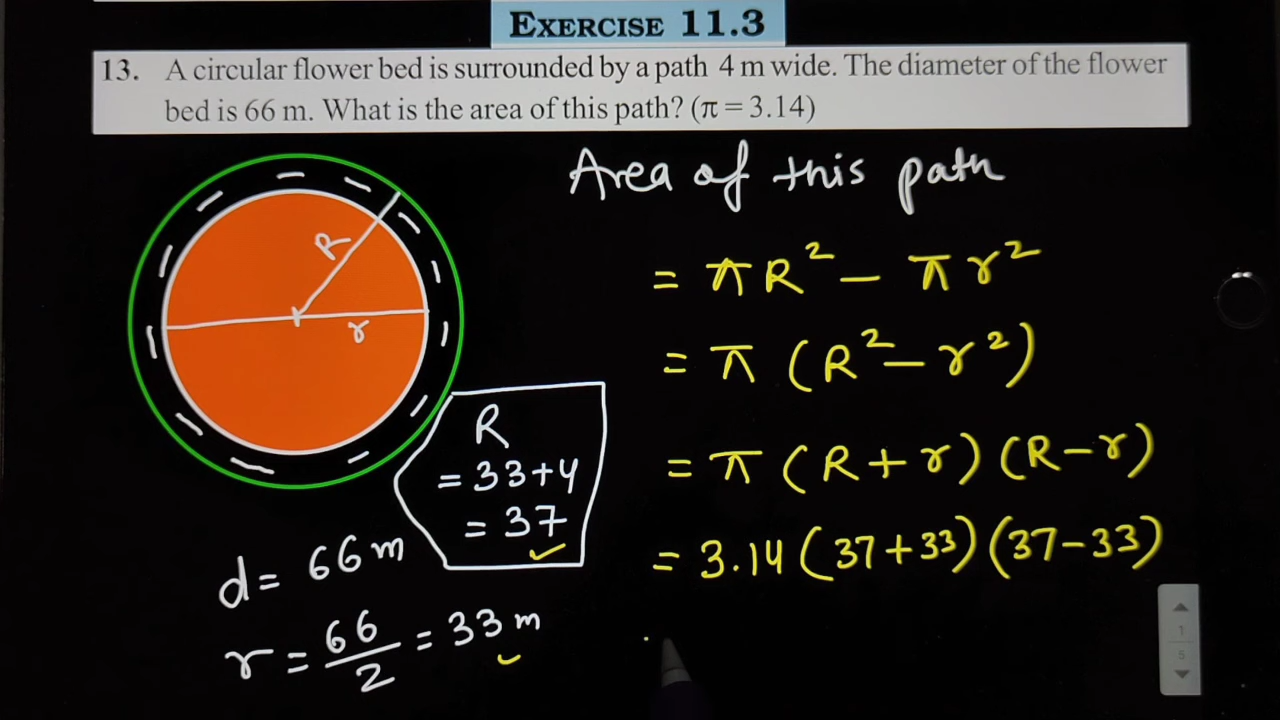 EXERCISE 11.3
13. A circular flower bed is surrounded by a path 4 m wide. The diameter of the flower
bed is 66 m. What is the area of this path? (π = 3.14)
Area of this path
= πR² − πr²
= π (R² − r²)
= π (R + r) (R − r)
= 3.14 (37 + 33) (37 − 33)
R
r
R
= 33 + 4
= 37
d = 66 m
r = 66/2 = 33 m
1
5